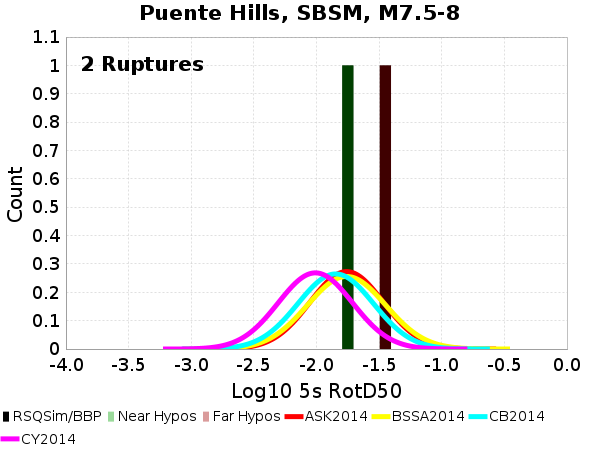 Puente Hills, SBSM, M7.5-8
2 Ruptures
1.1
1
0.9
0.8
0.7
0.6
0.5
0.4
0.3
0.2
0.1
0
Count
-4.0 -3.5 -3.0 -2.5 -2.0 -1.5 -1.0 -0.5 0.0
Log10 5s RotD50
RSQSim/BBP Near Hypos Far Hypos ASK2014 BSSA2014 CB2014
CY2014